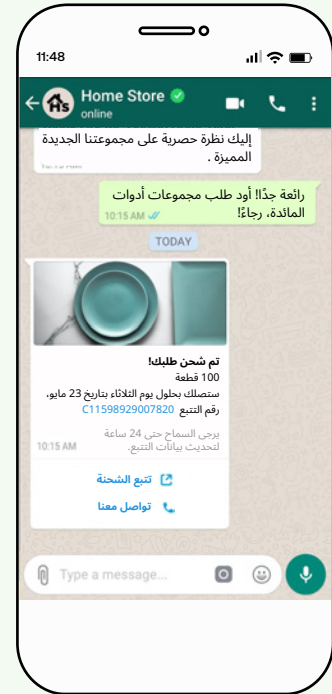 11:48
Home Store
online
إليك نظرة حصرية على مجموعتنا الجديدة
المميزة .
رائعة جدًا! أود طلب مجموعات أدوات
المائدة، رجاءً!
10:15 AM
TODAY
تم شحن طلبك!
100 قطعة
ستصلك بحلول يوم الثلاثاء بتاريخ 23 مايو،
رقم التتبع C11598929007820
يرجى السماح حتى 24 ساعة
لتحديث بيانات التتبع.
10:15 AM
تتبع الشحنة
تواصل معنا
Type a message...